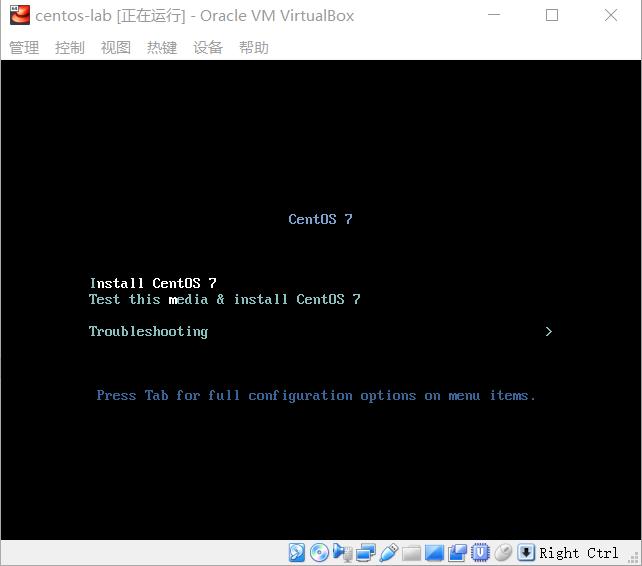 centos-lab [正在运行] - Oracle VM VirtualBox
管理 控制 视图 热键 设备 帮助
CentOS 7
Install CentOS 7
Test this media & install CentOS 7
Troubleshooting >
Press Tab for full configuration options on menu items.
Right Ctrl